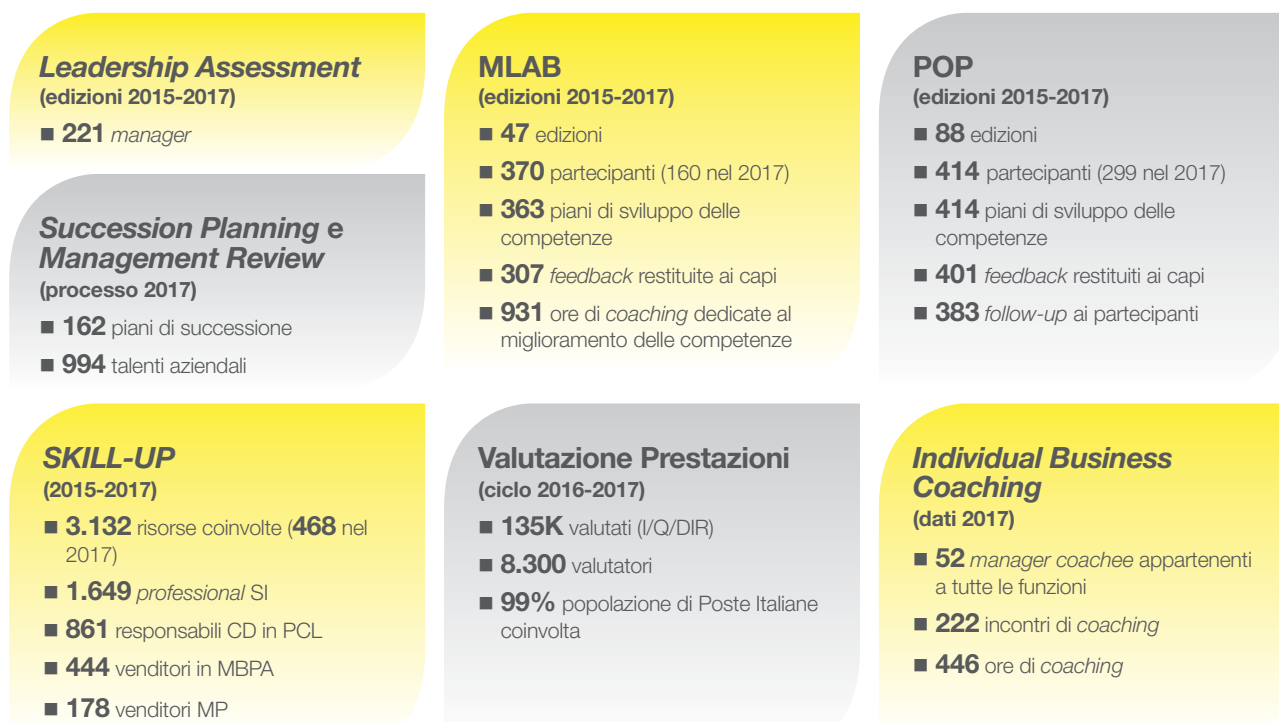 Leadership Assessment
(edizioni 2015-2017)
■ 221 manager
Succession Planning e
Management Review
(processo 2017)
■ 162 piani di successione
■ 994 talenti aziendali
MLAB
(edizioni 2015-2017)
■ 47 edizioni
■ 370 partecipanti (160 nel 2017)
■ 363 piani di sviluppo delle
competenze
■ 307 feedback restituite ai capi
■ 931 ore di coaching dedicate al
miglioramento delle competenze
POP
(edizioni 2015-2017)
■ 88 edizioni
■ 414 partecipanti (299 nel 2017)
■ 414 piani di sviluppo delle
competenze
■ 401 feedback restituiti ai capi
■ 383 follow-up ai partecipanti
SKILL-UP
(2015-2017)
■ 3.132 risorse coinvolte (468 nel
2017)
■ 1.649 professional SI
■ 861 responsabili CD in PCL
■ 444 venditori in MBPA
■ 178 venditori MP
Valutazione Prestazioni
(ciclo 2016-2017)
■ 135K valutati (I/Q/DIR)
■ 8.300 valutatori
■ 99% popolazione di Poste Italiane
coinvolta
Individual Business
Coaching
(dati 2017)
■ 52 manager coachee appartenenti
a tutte le funzioni
■ 222 incontri di coaching
■ 446 ore di coaching